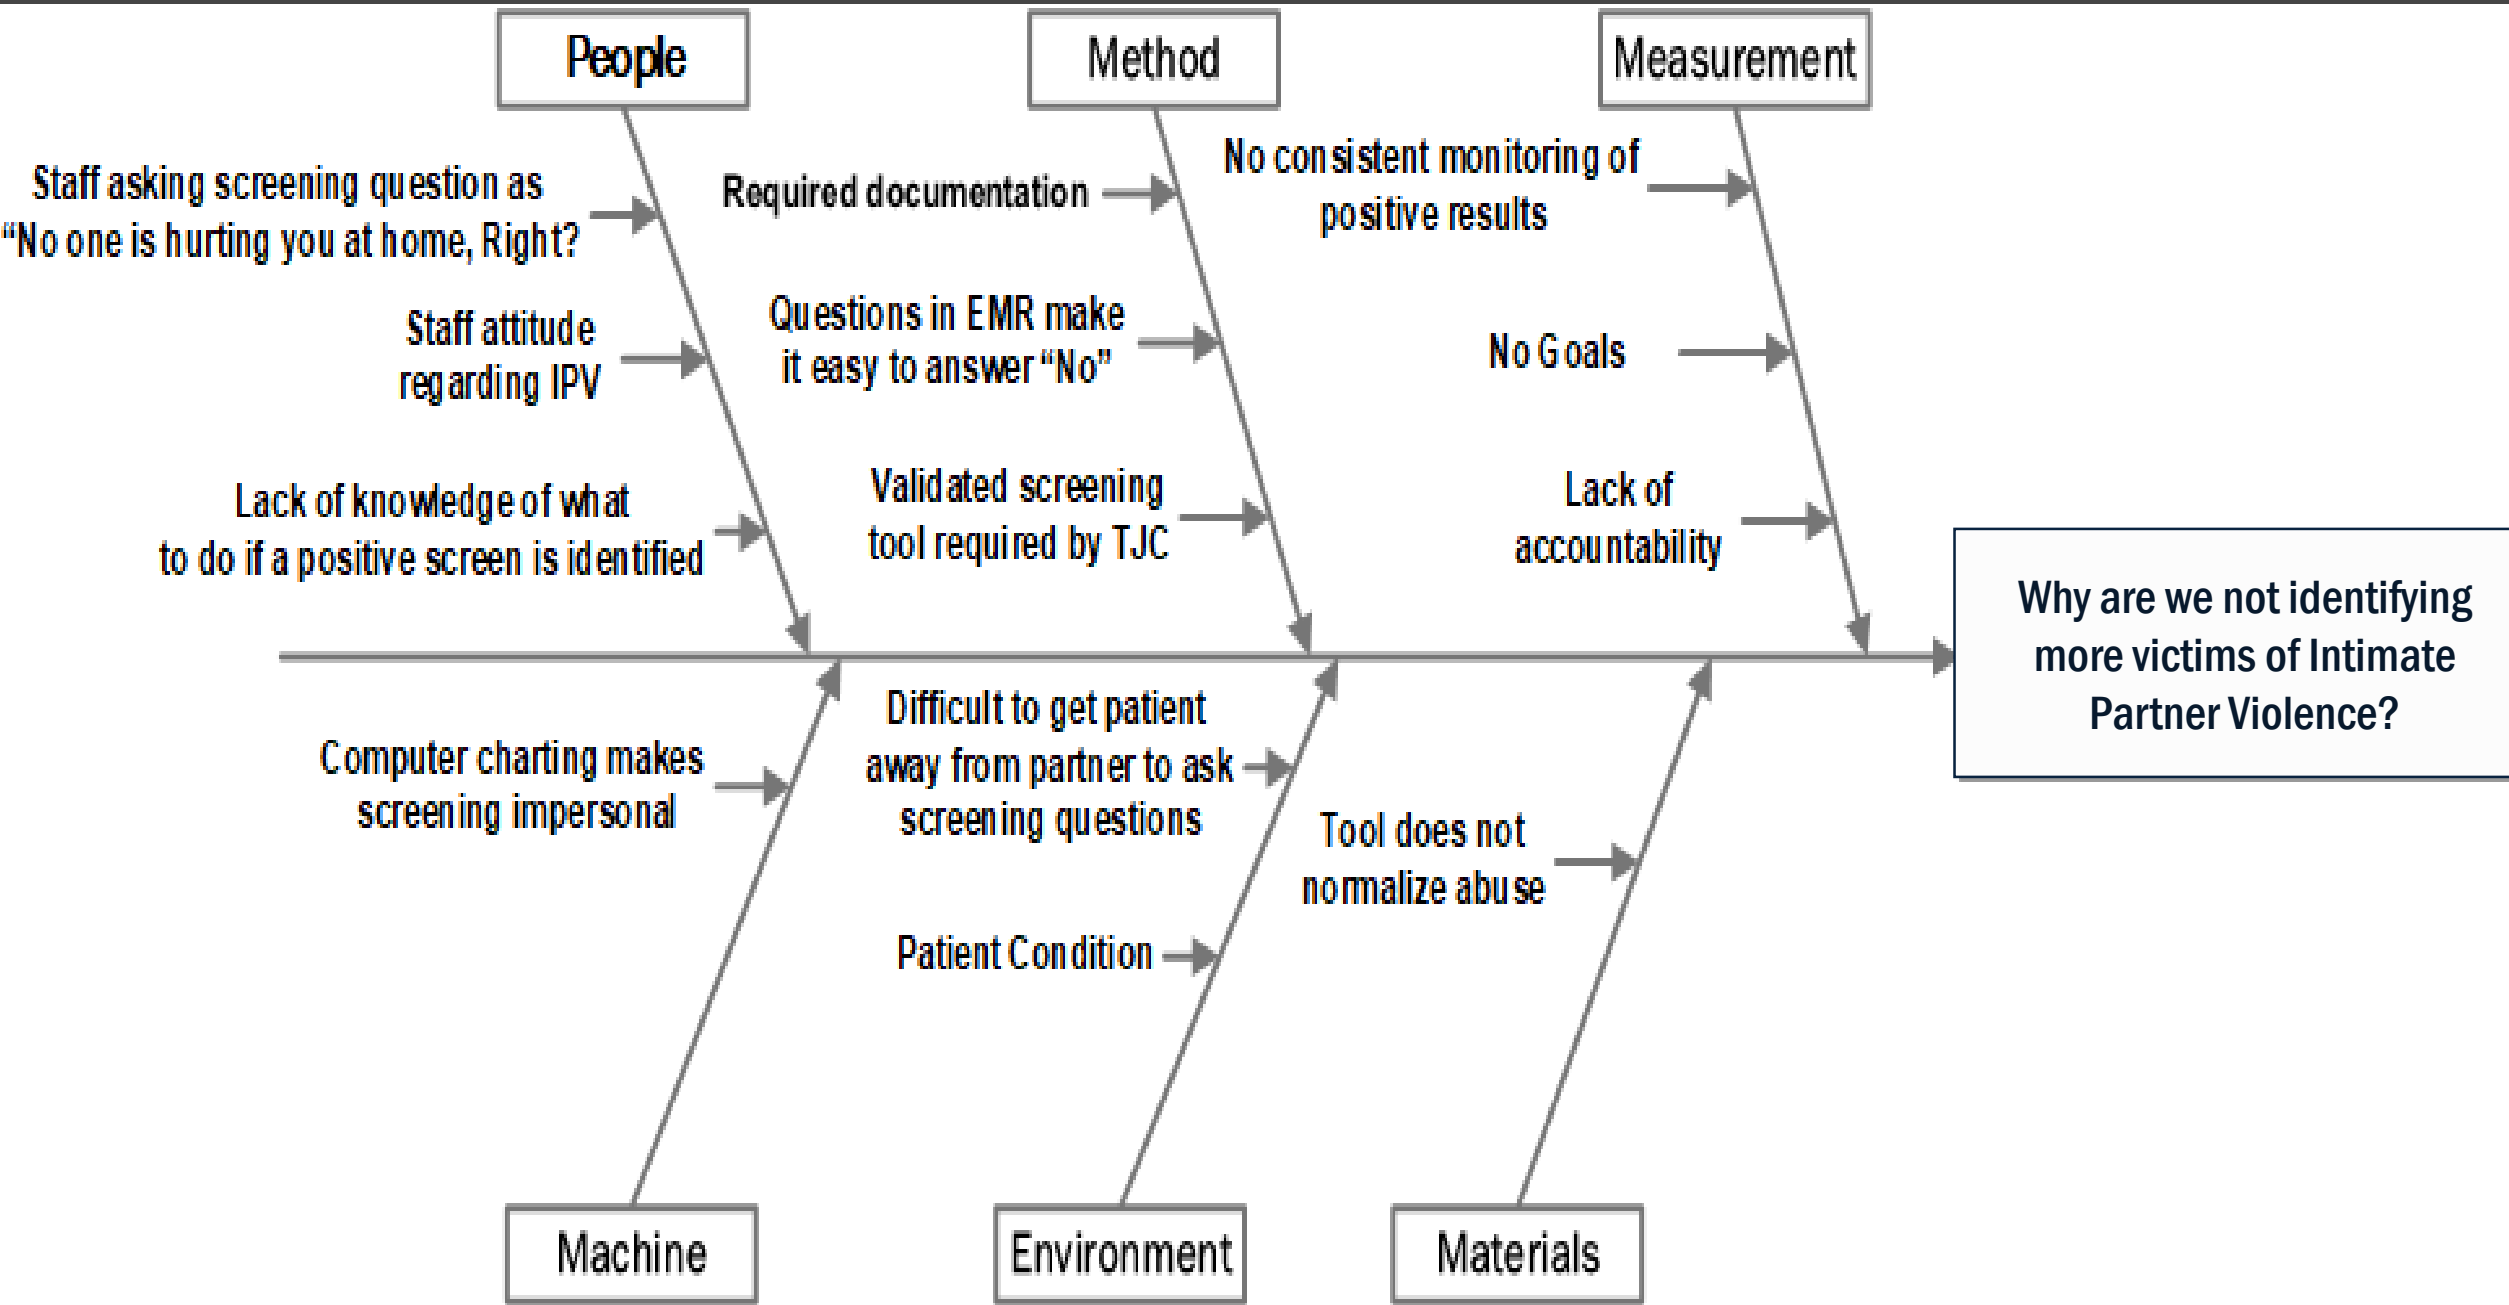 People
Method
Measurement
Staff asking screening question as
“No one is hurting you at home, Right?
Staff attitude
regarding IPV
Lack of knowledge of what
to do if a positive screen is identified
Required documentation
Questions in EMR make
it easy to answer “No”
Validated screening
tool required by TJC
No consistent monitoring of
positive results
No Goals
Lack of
accountability
Why are we not identifying
more victims of Intimate
Partner Violence?
Computer charting makes
screening impersonal
Difficult to get patient
away from partner to ask
screening questions
Patient Condition
Tool does not
normalize abuse
Machine
Environment
Materials